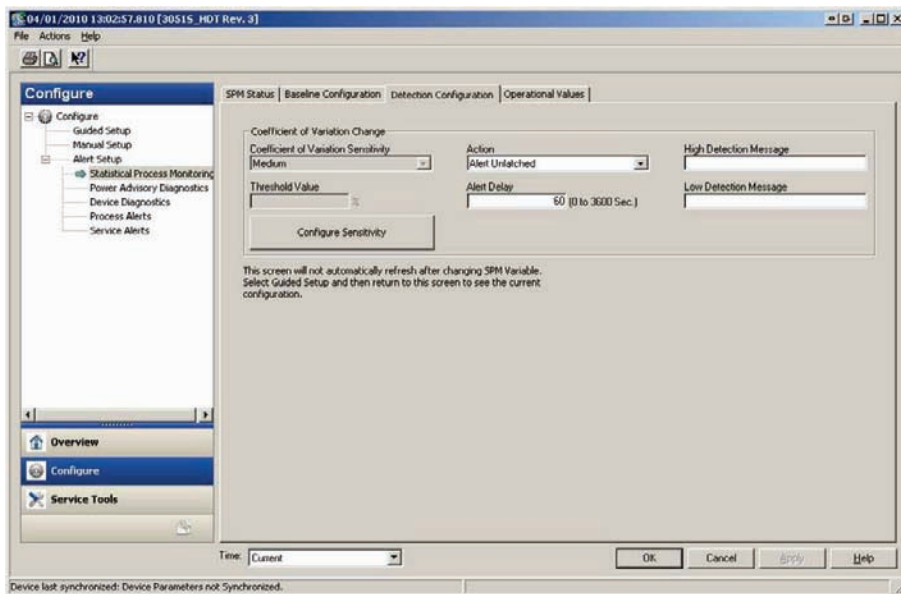 04/01/2010 13:02:57.810 [3051S_HDT Rev. 3]
File Actions Help
Configure
Configure
Guided Setup
Manual Setup
Alert Setup
Statistical Process Monitoring
Power Advisory Diagnostics
Device Diagnostics
Process Alerts
Service Alerts
Overview
Configure
Service Tools
SPM Status Baseline Configuration Detection Configuration Operational Values
Coefficient of Variation Change
Coefficient of Variation Sensitivity
Medium
Threshold Value
%
Configure Sensitivity
Action
Alert Unlatched
Alert Delay
60 (0 to 3600 Sec.)
High Detection Message
Low Detection Message
This screen will not automatically refresh after changing SPM Variable.
Select Guided Setup and then return to this screen to see the current
configuration.
Time: Current
OK Cancel Apply Help
Device last synchronized: Device Parameters not Synchronized.